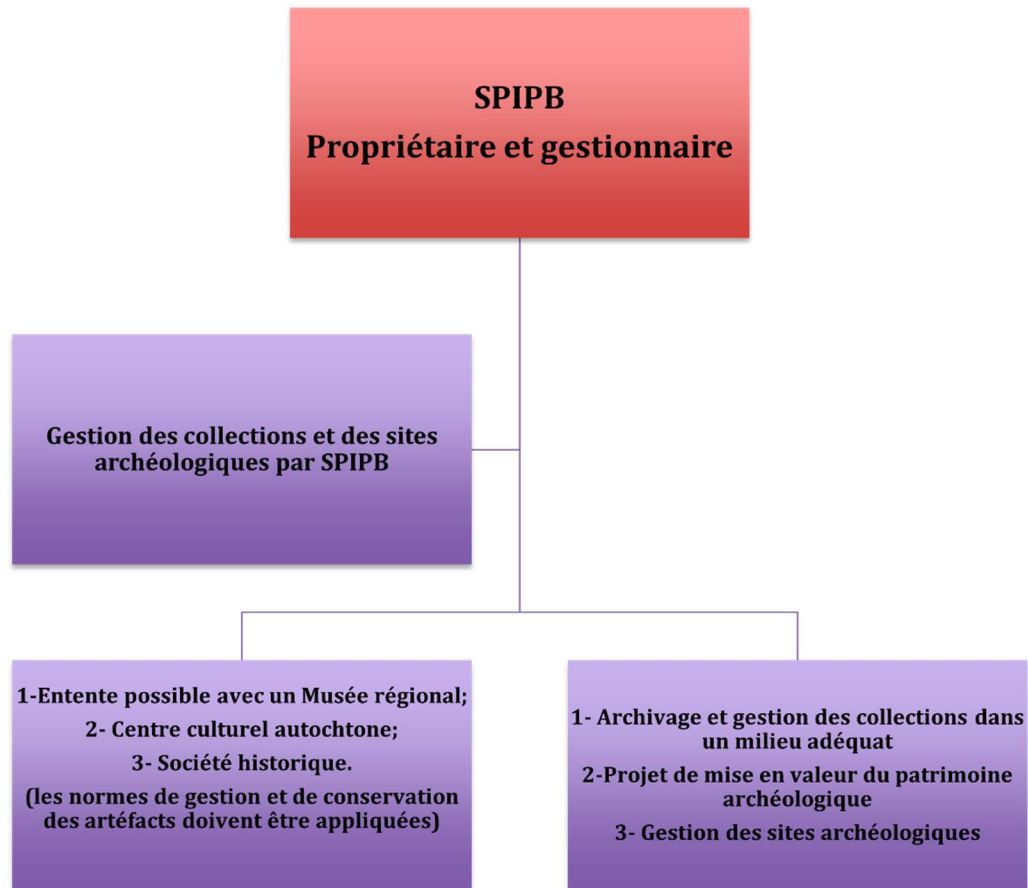 SPIPB
Propriétaire et gestionnaire
Gestion des collections et des sites
archéologiques par SPIPB
1-Entente possible avec un Musée régional;
2- Centre culturel autochtone;
3- Société historique.
(les normes de gestion et de conservation
des artéfacts doivent être appliquées)
1- Archivage et gestion des collections dans
un milieu adéquat
2-Projet de mise en valeur du patrimoine
archéologique
3- Gestion des sites archéologiques